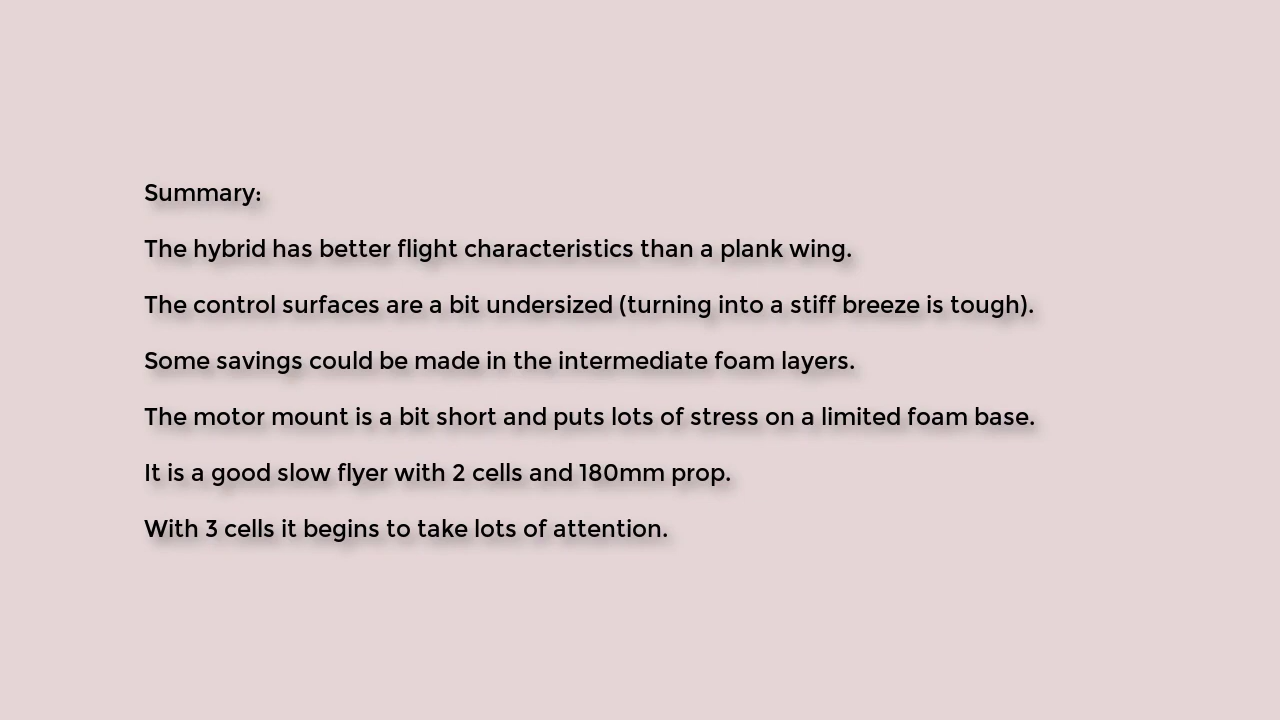 Summary:
The hybrid has better flight characteristics than a plank wing.
The control surfaces are a bit undersized (turning into a stiff breeze is tough).
Some savings could be made in the intermediate foam layers.
The motor mount is a bit short and puts lots of stress on a limited foam base.
It is a good slow flyer with 2 cells and 180mm prop.
With 3 cells it begins to take lots of attention.